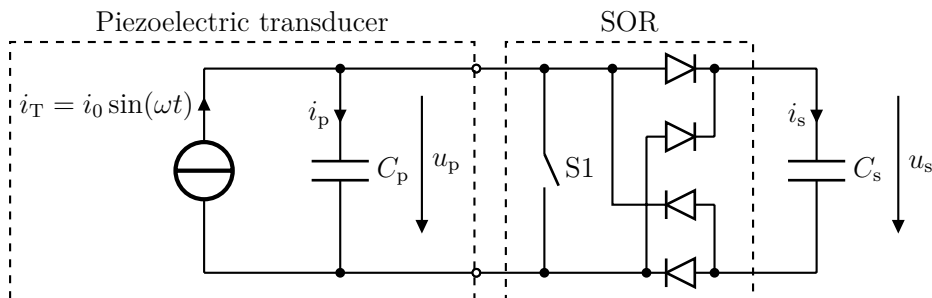 Piezoelectric transducer
SOR
i_T = i_0 sin(ωt)
i_p
C_p
u_p
S1
i_s
C_s
u_s